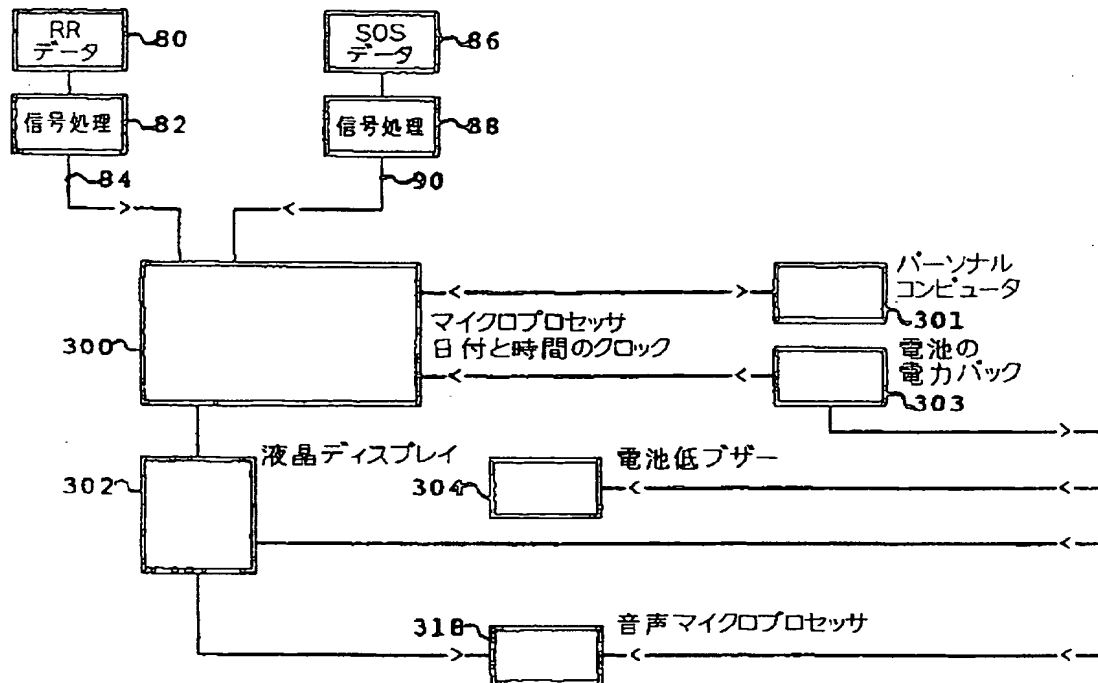 RR
データ
80
SOS
データ
86
信号処理
82
信号処理
88
84
90
パーソナル
コンピュータ
301
マイクロプロセッサ
日付と時間のクロック
300
電池の
電力パック
303
液晶ディスプレイ
302
電池低ブザー
304
318
音声マイクロプロセッサ